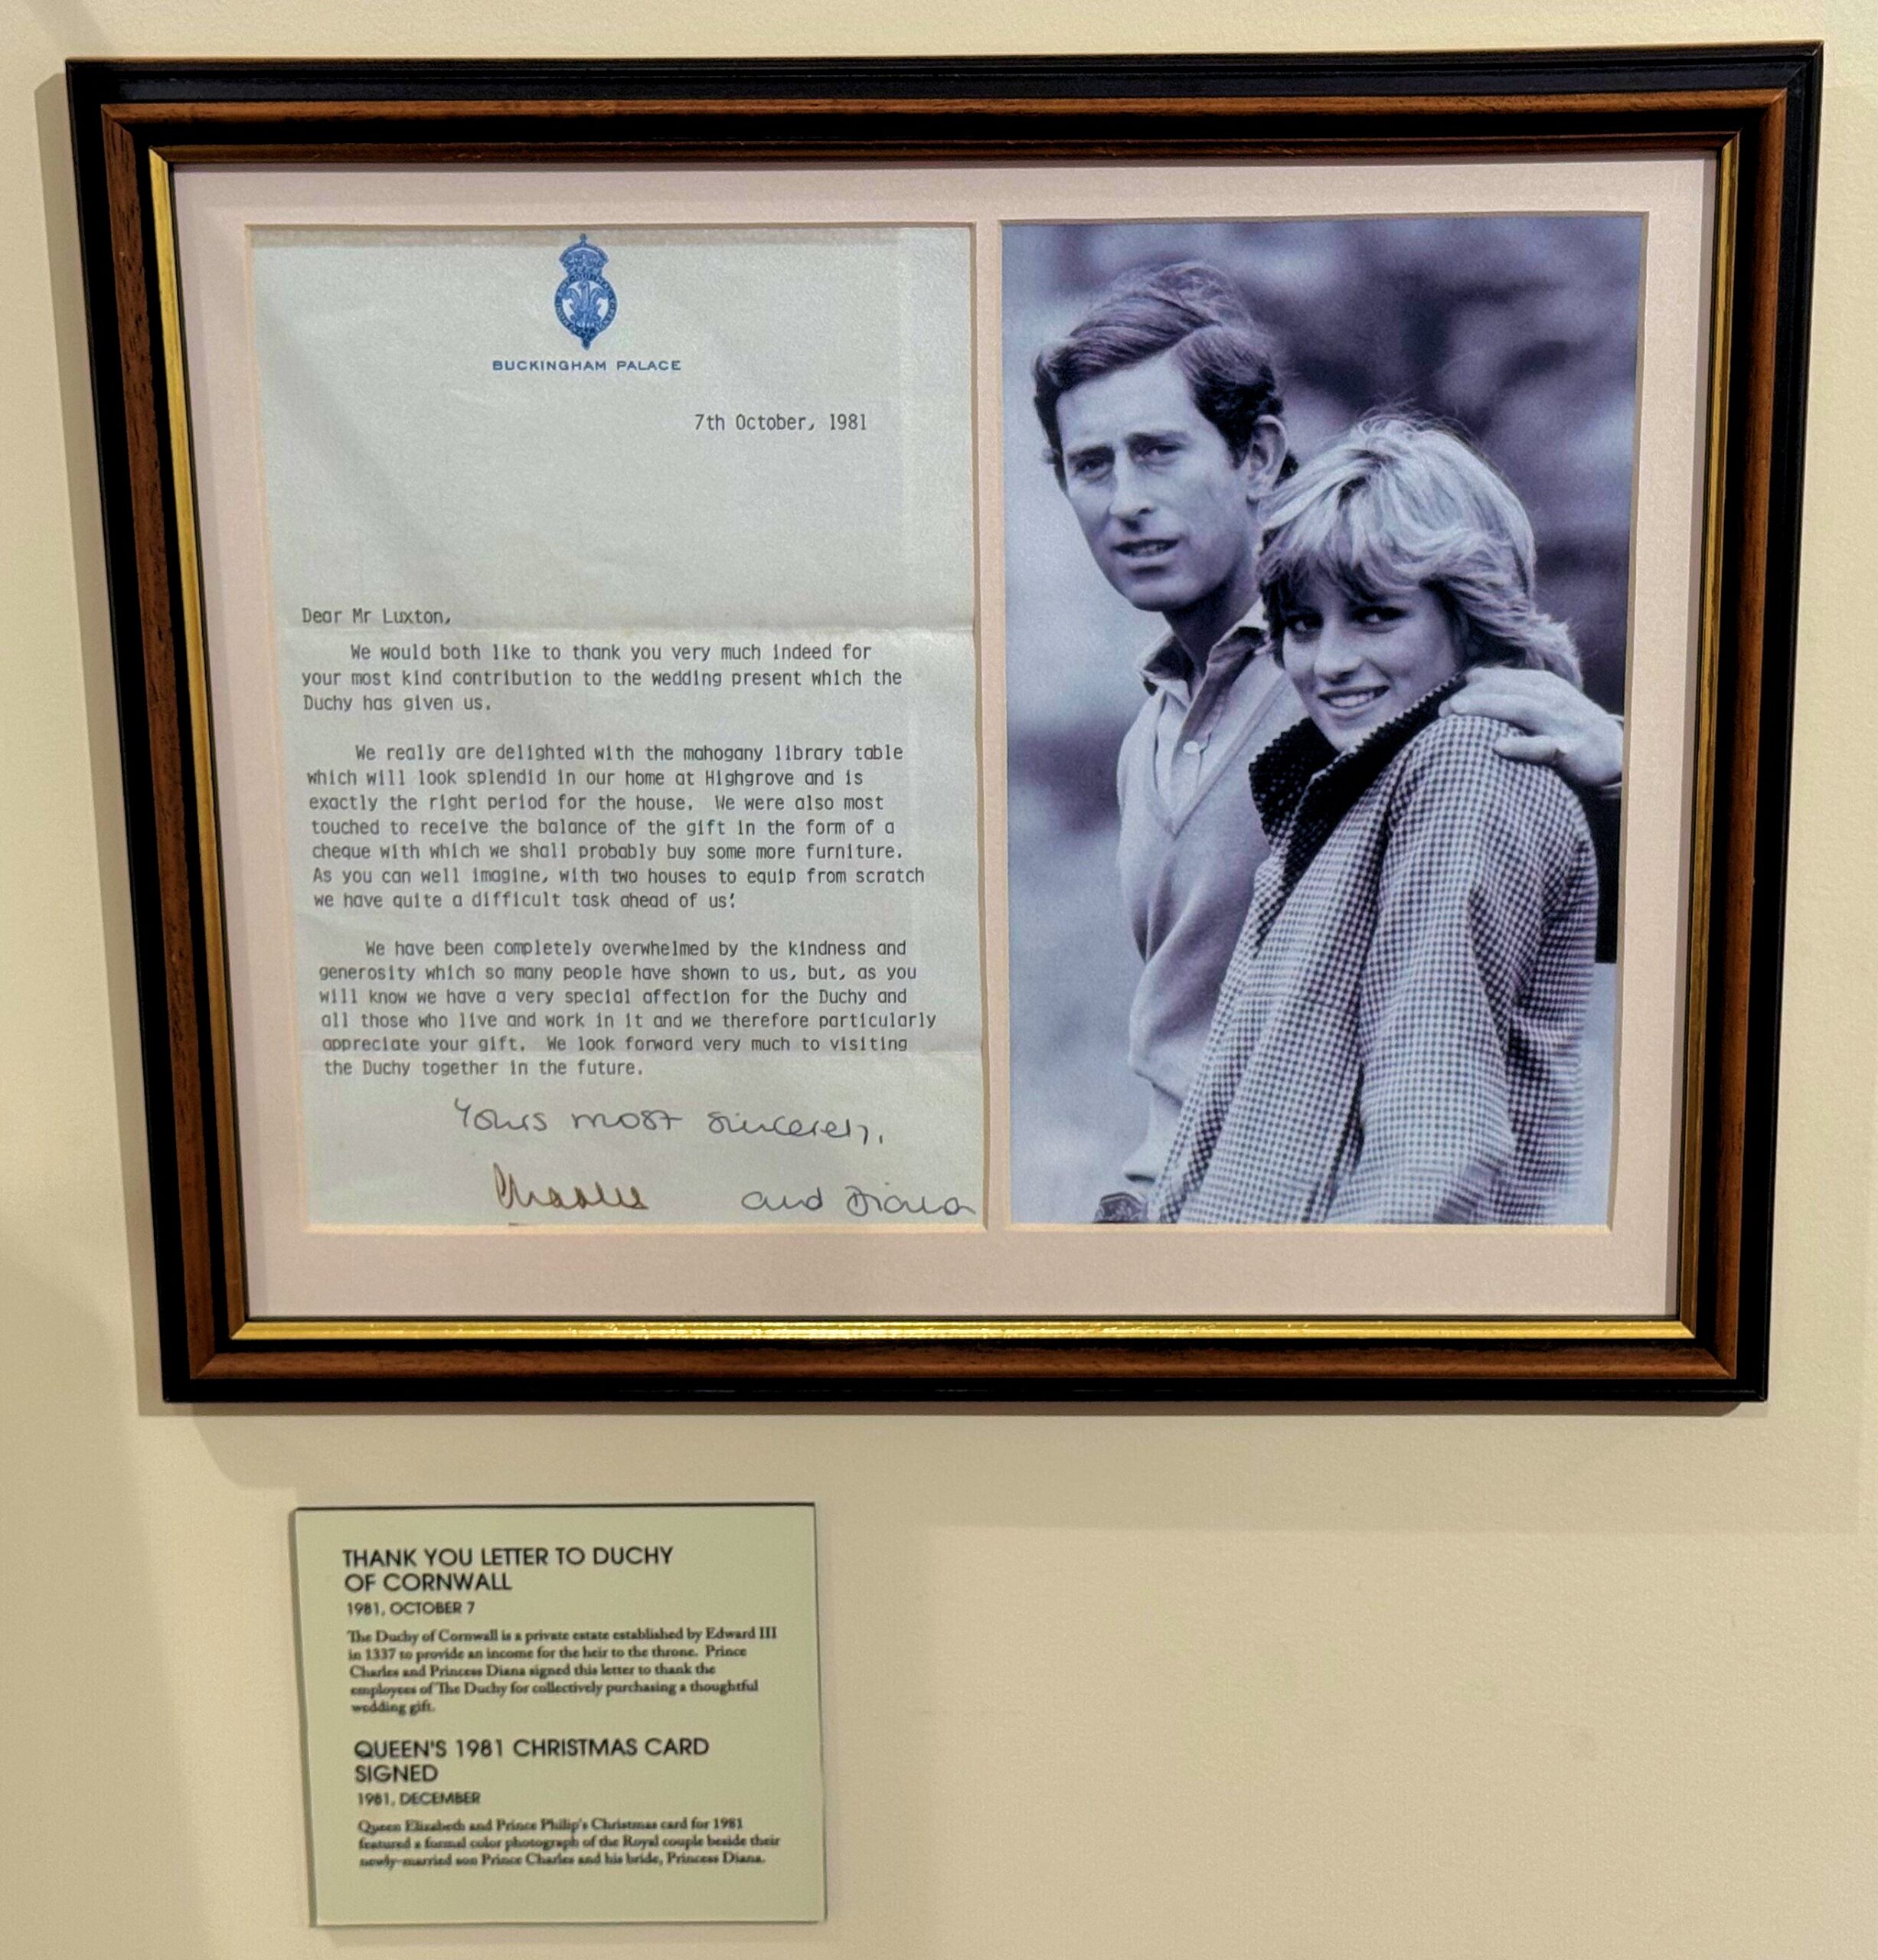 BUCKINGHAM PALACE
7th October, 1981
Dear Mr Luxton,
We would both like to thank you very much indeed for
your most kind contribution to the wedding present which the
Duchy has given us.
We really are delighted with the mahogany library table
which will look splendid in our home at Highgrove and is
exactly the right period for the house. We were also most
touched to receive the balance of the gift in the form of a
cheque with which we shall probably buy some more furniture.
As you can well imagine, with two houses to equip from scratch
we have quite a difficult task ahead of us!
We have been completely overwhelmed by the kindness and
generosity which so many people have shown to us, but, as you
will know we have a very special affection for the Duchy and
all those who live and work in it and we therefore particularly
appreciate your gift. We look forward very much to visiting
the Duchy together in the future.
Yours most sincerely,
Charles and Diana
THANK YOU LETTER TO DUCHY
OF CORNWALL
1981, OCTOBER 7
The Duchy of Cornwall is a private estate established by Edward III
in 1337 to provide an income for the heir to the throne. Prince
Charles and Princess Diana signed this letter to thank the
employees of The Duchy for collectively purchasing a thoughtful
wedding gift.
QUEEN'S 1981 CHRISTMAS CARD
SIGNED
1981, DECEMBER
Queen Elizabeth and Prince Philip's Christmas card for 1981
featured a formal color photograph of the Royal couple beside their
newly-married son Prince Charles and his bride, Princess Diana.